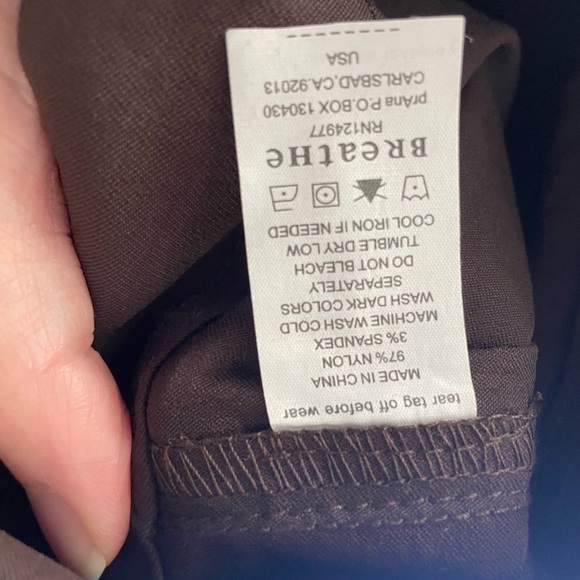 tear tag off before wear
MADE IN CHINA
97% NYLON
3% SPANDEX
MACHINE WASH COLD
WASH DARK COLORS
SEPARATELY
DO NOT BLEACH
TUMBLE DRY LOW
COOL IRON IF NEEDED
BReatHe
RN124977
prAna P.O.BOX 130430
CARLSBAD,CA.92013
USA